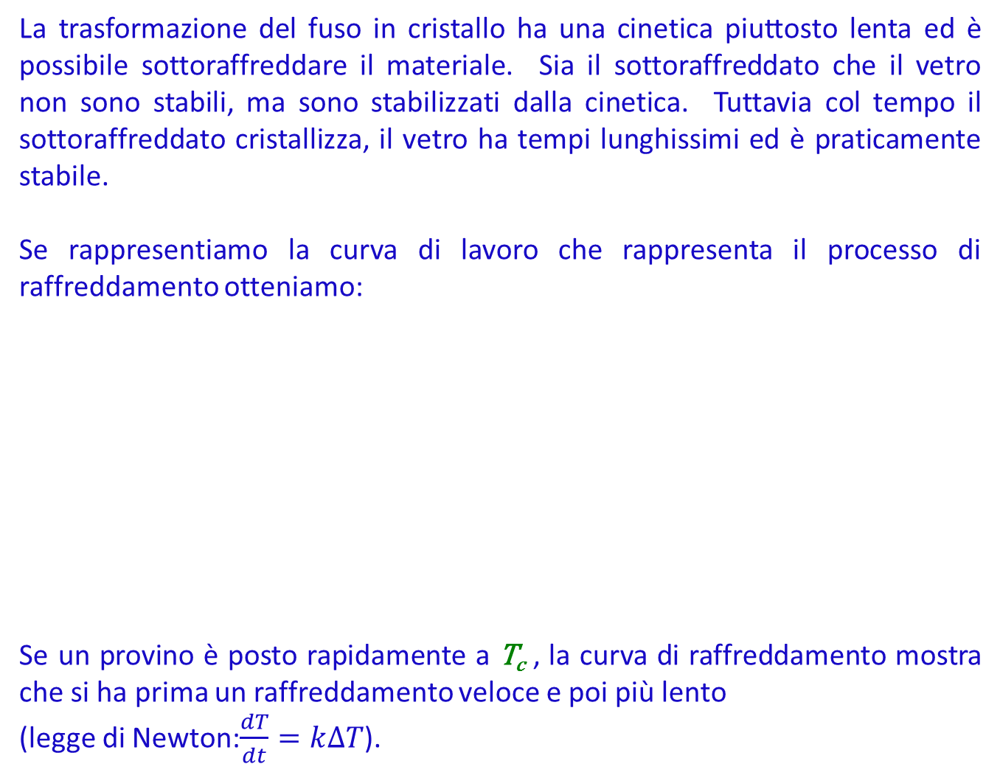 La trasformazione del fuso in cristallo ha una cinetica piuttosto lenta ed è
possibile sottoraffreddare il materiale. Sia il sottoraffreddato che il vetro
non sono stabili, ma sono stabilizzati dalla cinetica. Tuttavia col tempo il
sottoraffreddato cristallizza, il vetro ha tempi lunghissimi ed è praticamente
stabile.
Se rappresentiamo la curva di lavoro che rappresenta il processo di
raffreddamento otteniamo:
Se un provino è posto rapidamente a T_c, la curva di raffreddamento mostra
che si ha prima un raffreddamento veloce e poi più lento
(legge di Newton: dT/dt = kΔT).